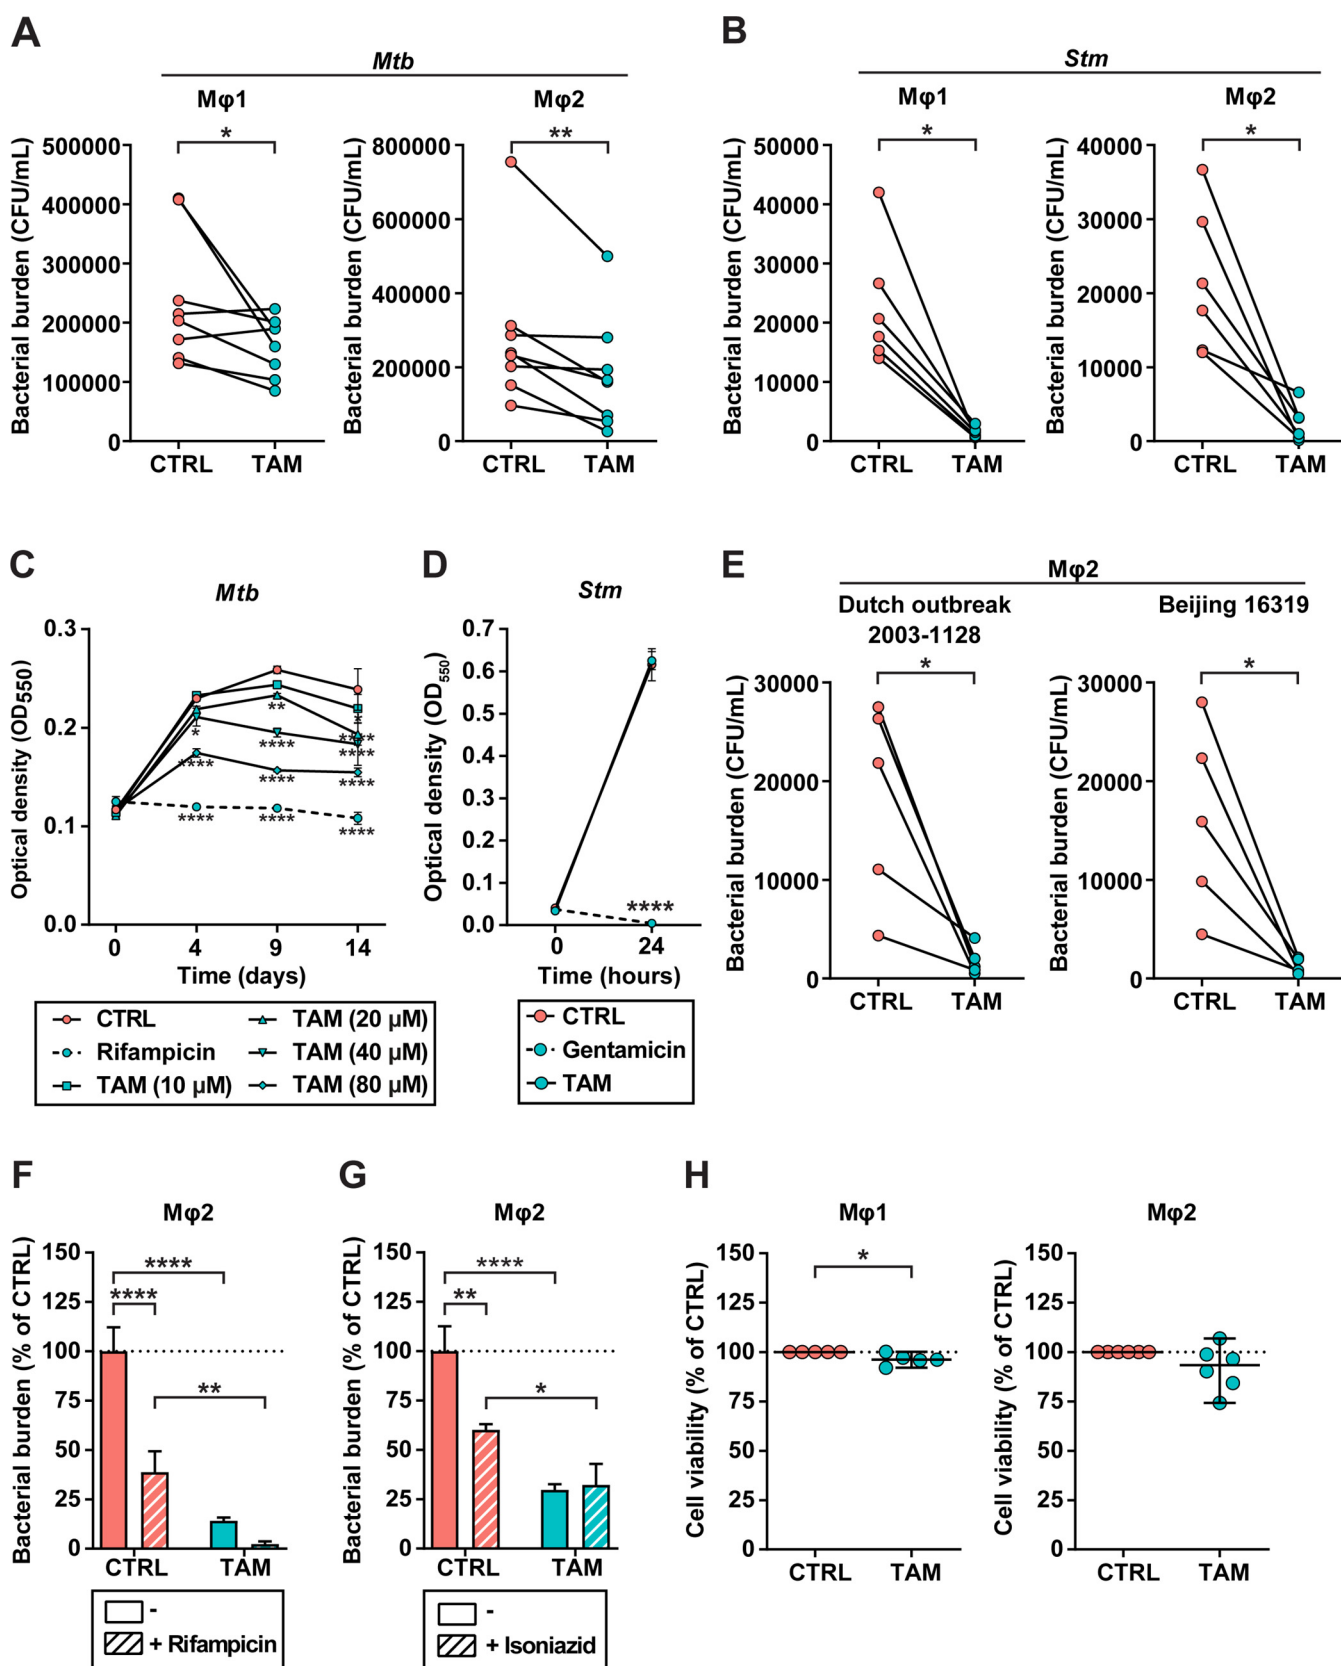 A
B
Mtb
Stm
Mφ1
Mφ2
Mφ1
Mφ2
Bacterial burden (CFU/mL)
500000
400000
300000
200000
100000
0
*
CTRL TAM
Bacterial burden (CFU/mL)
800000
600000
400000
200000
0
**
CTRL TAM
Bacterial burden (CFU/mL)
50000
40000
30000
20000
10000
0
*
CTRL TAM
Bacterial burden (CFU/mL)
40000
30000
20000
10000
0
*
CTRL TAM
C
Mtb
Optical density (OD550)
0.3
0.2
0.1
0.0
*
****
****
**
****
****
****
*
****
****
****
****
0 4 9 14
Time (days)
CTRL
Rifampicin
TAM (10 µM)
TAM (20 µM)
TAM (40 µM)
TAM (80 µM)
D
Stm
Optical density (OD550)
0.7
0.6
0.5
0.4
0.3
0.2
0.1
0.0
****
0 24
Time (hours)
CTRL
Gentamicin
TAM
E
Mφ2
Dutch outbreak
2003-1128
Beijing 16319
Bacterial burden (CFU/mL)
30000
20000
10000
0
*
CTRL TAM
Bacterial burden (CFU/mL)
30000
20000
10000
0
*
CTRL TAM
F
Mφ2
Bacterial burden (% of CTRL)
150
125
100
75
50
25
0
****
****
**
CTRL TAM
-
+ Rifampicin
G
Mφ2
Bacterial burden (% of CTRL)
150
125
100
75
50
25
0
****
**
*
CTRL TAM
-
+ Isoniazid
H
Mφ1
Cell viability (% of CTRL)
150
125
100
75
50
25
0
*
CTRL TAM
Mφ2
Cell viability (% of CTRL)
150
125
100
75
50
25
0
CTRL TAM